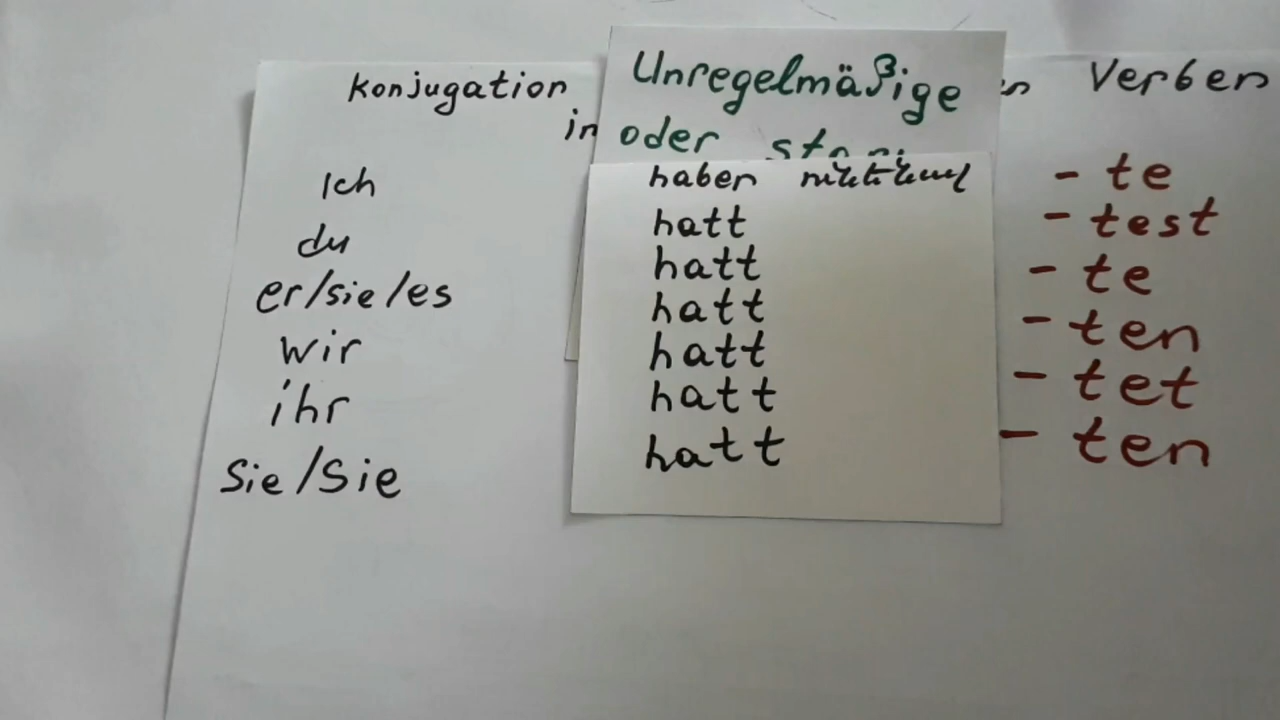 Konjugation
in
Ich
du
er/sie/es
wir
ihr
Sie/Sie
Unregelmäßige
oder
haben
hatt
hatt
hatt
hatt
hatt
hatt
Verben
- te
- test
- te
- ten
- tet
- ten